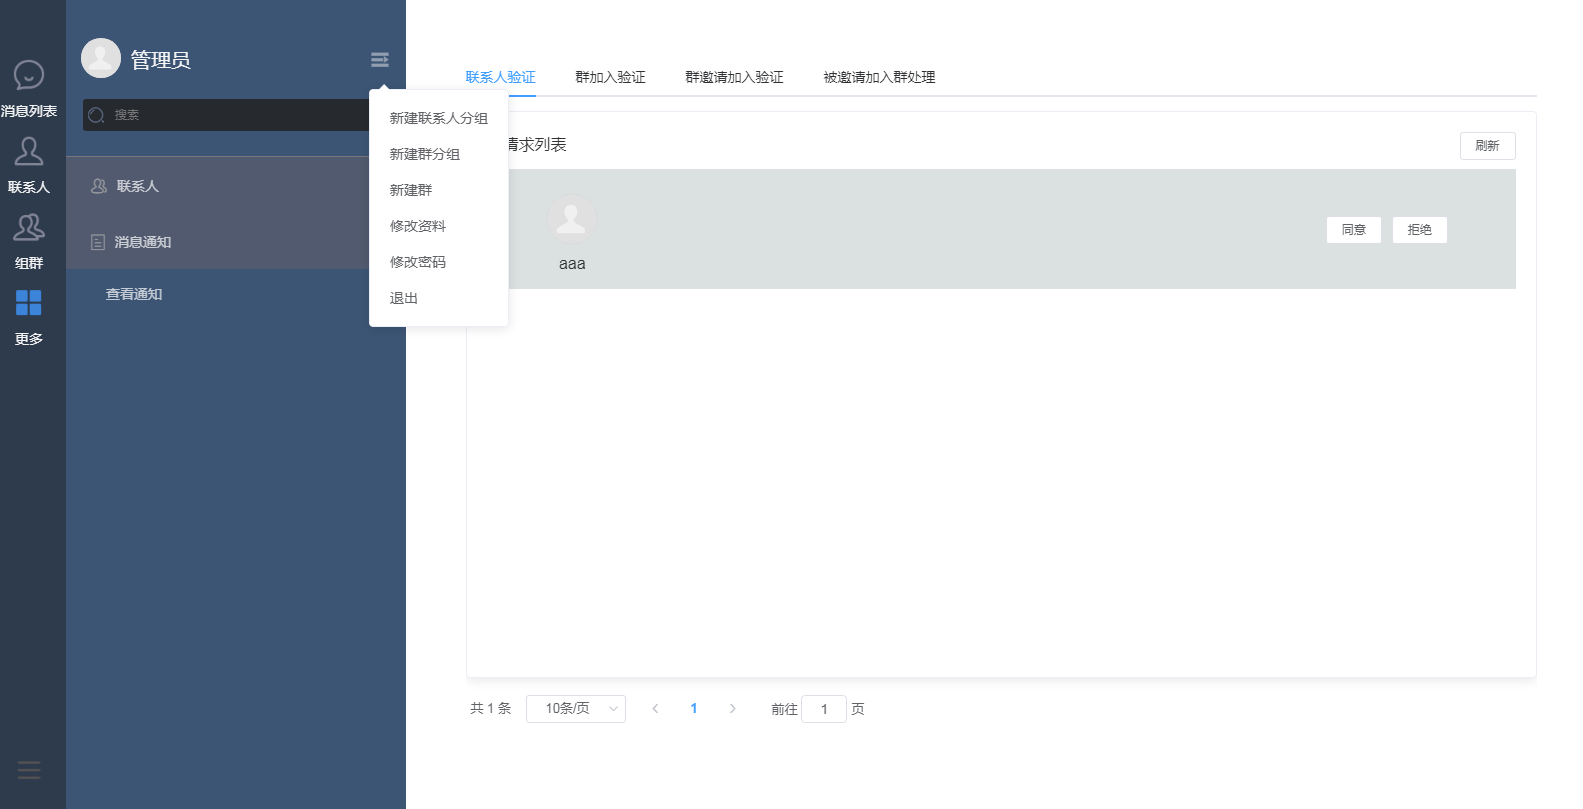 消息列表
联系人
组群
更多
管理员
搜索
联系人
消息通知
查看通知
新建联系人分组
新建群分组
新建群
修改资料
修改密码
退出
联系人验证 群加入验证 群邀请加入验证 被邀请加入群处理
请求列表
刷新
aaa
同意 拒绝
共 1 条 10条/页 1 前往 1 页